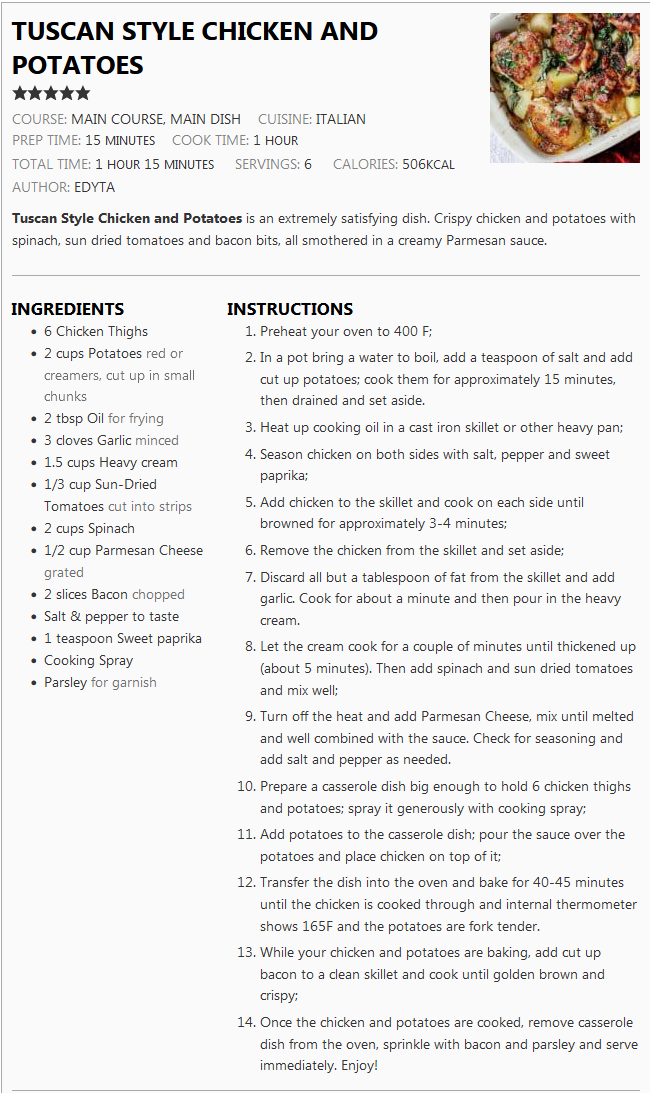 TUSCAN STYLE CHICKEN AND
POTATOES
COURSE: MAIN COURSE, MAIN DISH CUISINE: ITALIAN
PREP TIME: 15 MINUTES COOK TIME: 1 HOUR
TOTAL TIME: 1 HOUR 15 MINUTES SERVINGS: 6 CALORIES: 506KCAL
AUTHOR: EDYTA
Tuscan Style Chicken and Potatoes is an extremely satisfying dish. Crispy chicken and potatoes with
spinach, sun dried tomatoes and bacon bits, all smothered in a creamy Parmesan sauce.
INGREDIENTS
• 6 Chicken Thighs
• 2 cups Potatoes red or
creamers, cut up in small
chunks
• 2 tbsp Oil for frying
• 3 cloves Garlic minced
• 1.5 cups Heavy cream
• 1/3 cup Sun-Dried
Tomatoes cut into strips
• 2 cups Spinach
• 1/2 cup Parmesan Cheese
grated
• 2 slices Bacon chopped
• Salt & pepper to taste
• 1 teaspoon Sweet paprika
• Cooking Spray
• Parsley for garnish
INSTRUCTIONS
1. Preheat your oven to 400 F;
2. In a pot bring a water to boil, add a teaspoon of salt and add
cut up potatoes; cook them for approximately 15 minutes,
then drained and set aside.
3. Heat up cooking oil in a cast iron skillet or other heavy pan;
4. Season chicken on both sides with salt, pepper and sweet
paprika;
5. Add chicken to the skillet and cook on each side until
browned for approximately 3-4 minutes;
6. Remove the chicken from the skillet and set aside;
7. Discard all but a tablespoon of fat from the skillet and add
garlic. Cook for about a minute and then pour in the heavy
cream.
8. Let the cream cook for a couple of minutes until thickened up
(about 5 minutes). Then add spinach and sun dried tomatoes
and mix well;
9. Turn off the heat and add Parmesan Cheese, mix until melted
and well combined with the sauce. Check for seasoning and
add salt and pepper as needed.
10. Prepare a casserole dish big enough to hold 6 chicken thighs
and potatoes; spray it generously with cooking spray;
11. Add potatoes to the casserole dish; pour the sauce over the
potatoes and place chicken on top of it;
12. Transfer the dish into the oven and bake for 40-45 minutes
until the chicken is cooked through and internal thermometer
shows 165F and the potatoes are fork tender.
13. While your chicken and potatoes are baking, add cut up
bacon to a clean skillet and cook until golden brown and
crispy;
14. Once the chicken and potatoes are cooked, remove casserole
dish from the oven, sprinkle with bacon and parsley and serve
immediately. Enjoy!